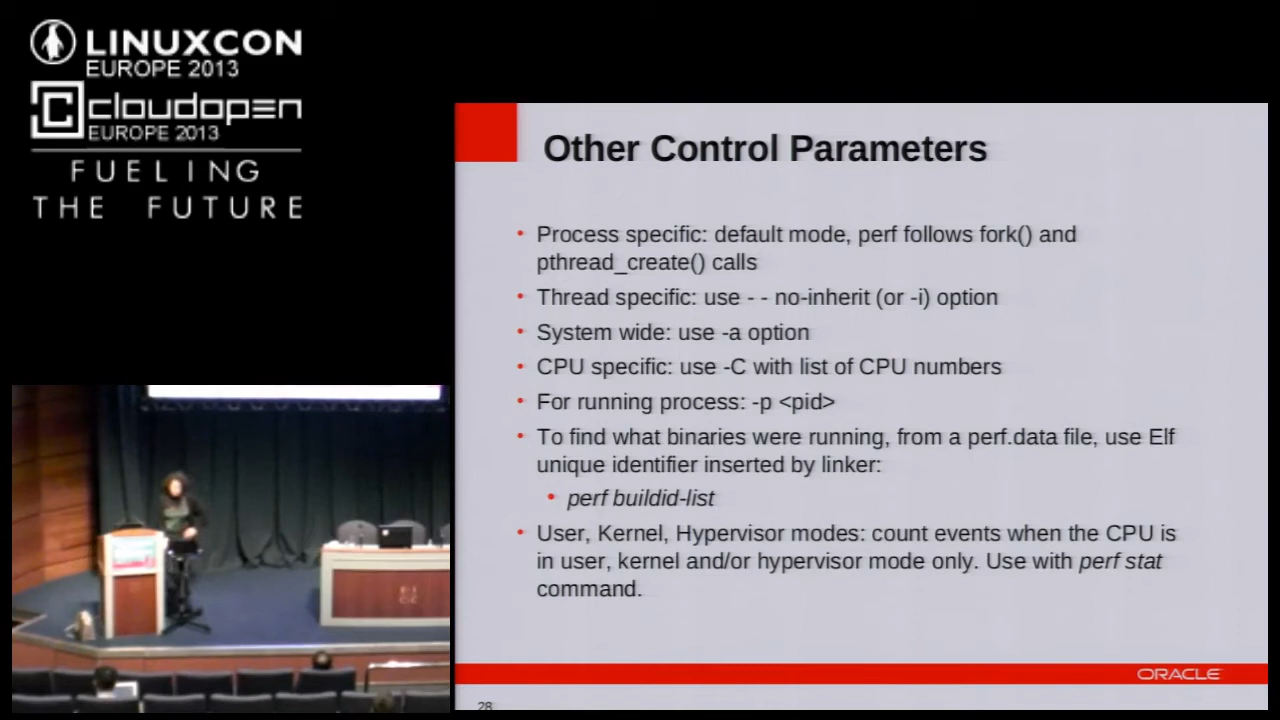 LINUXCON
EUROPE 2013
cloudopen
EUROPE 2013
FUELING
THE FUTURE
Other Control Parameters
• Process specific: default mode, perf follows fork() and
pthread_create() calls
• Thread specific: use - - no-inherit (or -i) option
• System wide: use -a option
• CPU specific: use -C with list of CPU numbers
• For running process: -p <pid>
• To find what binaries were running, from a perf.data file, use Elf
unique identifier inserted by linker:
• perf buildid-list
• User, Kernel, Hypervisor modes: count events when the CPU is
in user, kernel and/or hypervisor mode only. Use with perf stat
command.
ORACLE
28